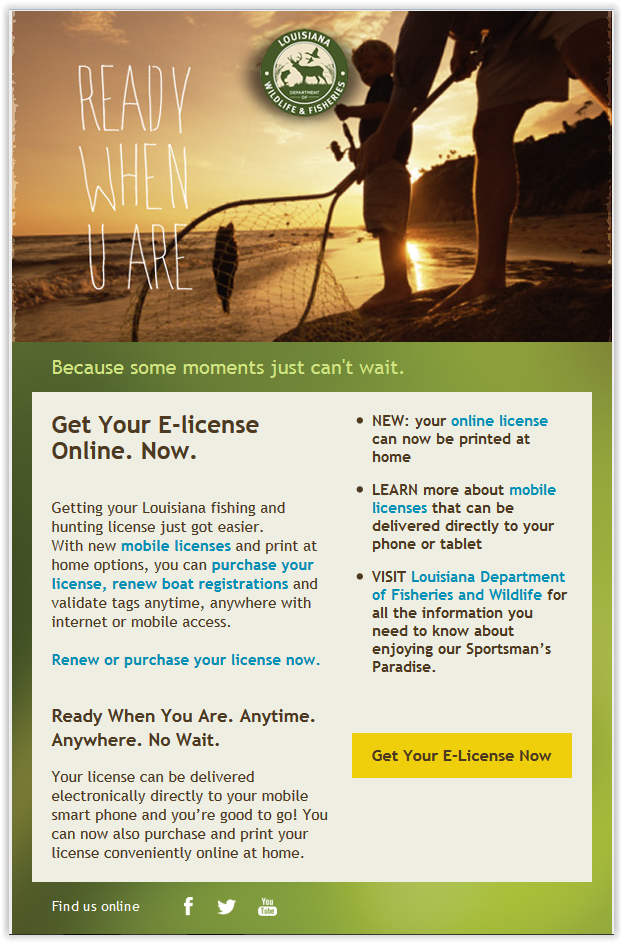 LOUISIANA
DEPARTMENT
OF
WILDLIFE & FISHERIES
READY
WHEN
U ARE
Because some moments just can't wait.
Get Your E-license
Online. Now.
Getting your Louisiana fishing and
hunting license just got easier.
With new mobile licenses and print at
home options, you can purchase your
license, renew boat registrations and
validate tags anytime, anywhere with
internet or mobile access.
Renew or purchase your license now.
Ready When You Are. Anytime.
Anywhere. No Wait.
Your license can be delivered
electronically directly to your mobile
smart phone and you’re good to go! You
can now also purchase and print your
license conveniently online at home.
• NEW: your online license
can now be printed at
home
• LEARN more about mobile
licenses that can be
delivered directly to your
phone or tablet
• VISIT Louisiana Department
of Fisheries and Wildlife for
all the information you
need to know about
enjoying our Sportsman’s
Paradise.
Get Your E-License Now
Find us online
You
Tube